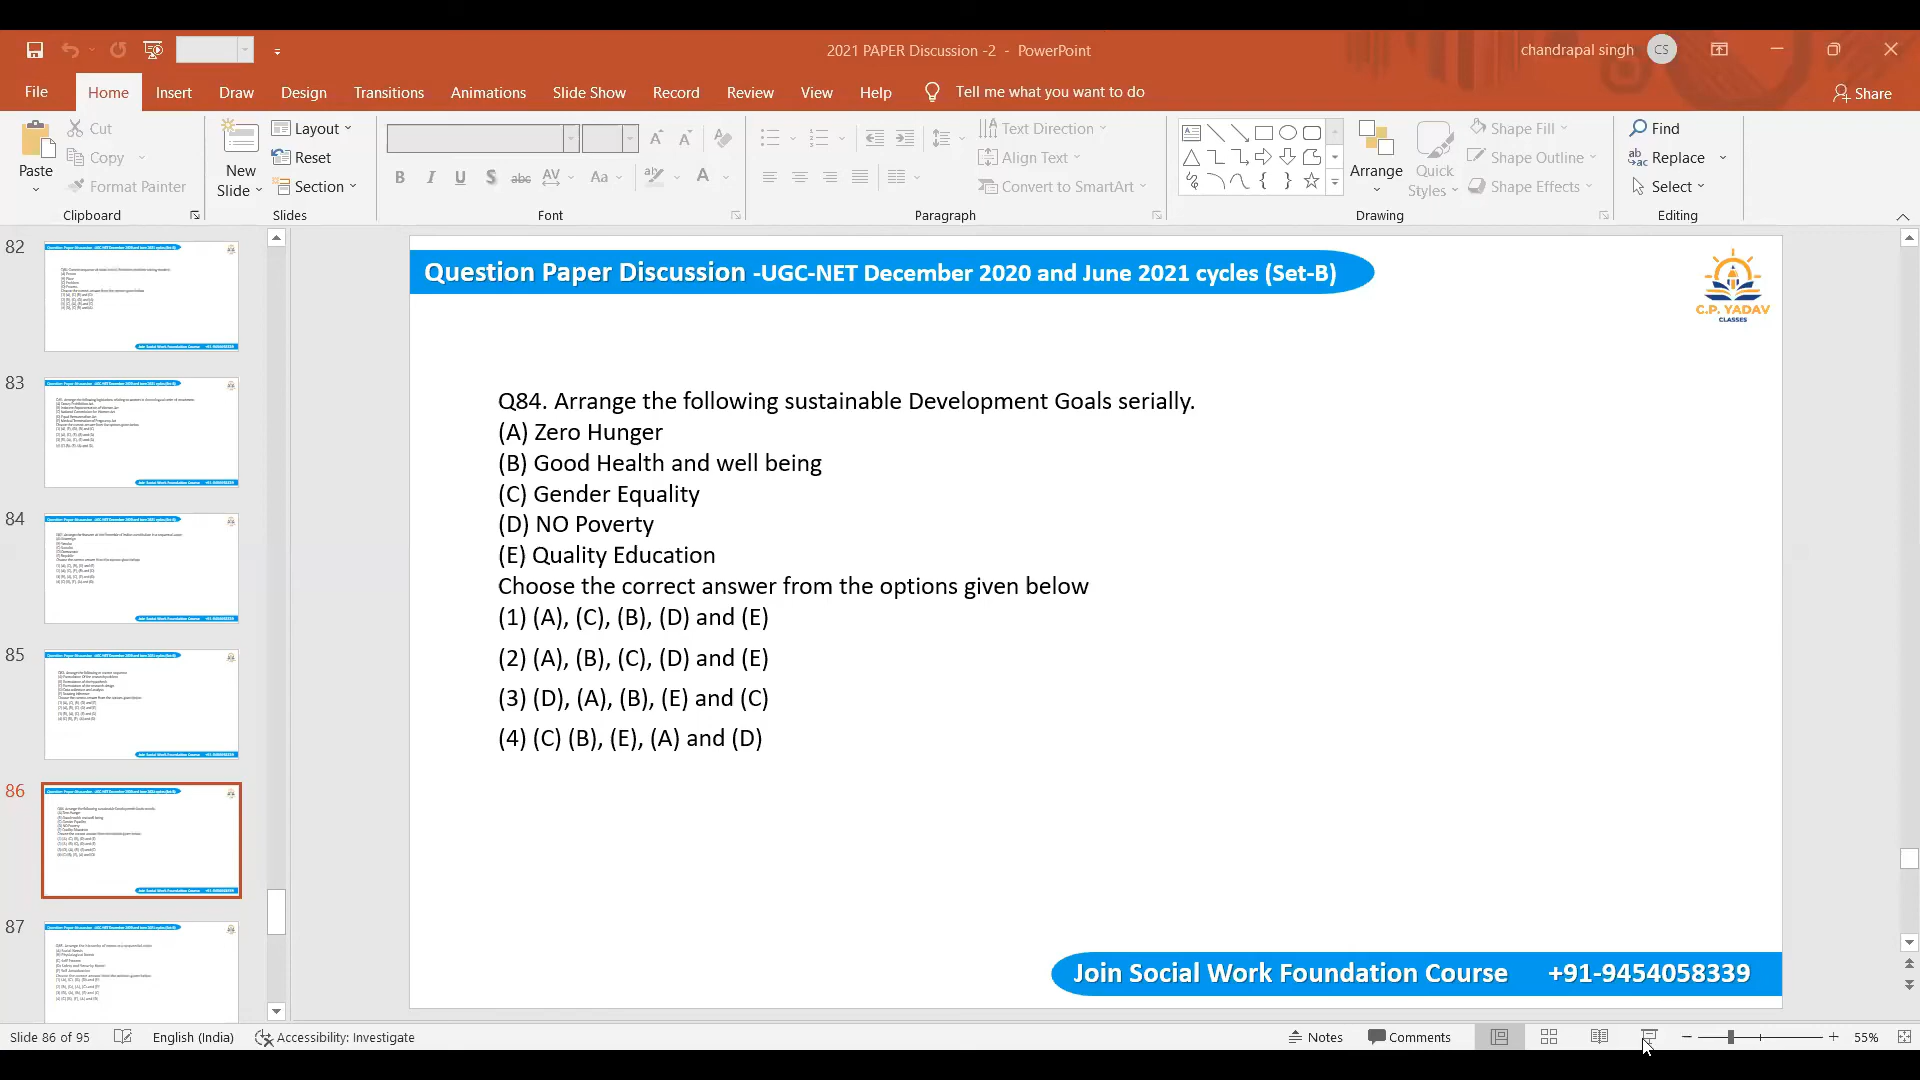 2021 PAPER Discussion -2 - PowerPoint
chandrapal singh CS
File Home Insert Draw Design Transitions Animations Slide Show Record Review View Help Tell me what you want to do Share
Paste
Cut
Copy
Format Painter
Clipboard
New Slide
Layout
Reset
Section
Slides
Font
Text Direction
Align Text
Convert to SmartArt
Paragraph
Arrange
Quick Styles
Shape Fill
Shape Outline
Shape Effects
Drawing
Find
Replace
Select
Editing
82
83
84
85
86
87
Question Paper Discussion -UGC-NET December 2020 and June 2021 cycles (Set-B)
C.P. YADAV
CLASSES
Q84. Arrange the following sustainable Development Goals serially.
(A) Zero Hunger
(B) Good Health and well being
(C) Gender Equality
(D) NO Poverty
(E) Quality Education
Choose the correct answer from the options given below
(1) (A), (C), (B), (D) and (E)
(2) (A), (B), (C), (D) and (E)
(3) (D), (A), (B), (E) and (C)
(4) (C) (B), (E), (A) and (D)
Join Social Work Foundation Course +91-9454058339
Slide 86 of 95 English (India) Accessibility: Investigate Notes Comments 55%